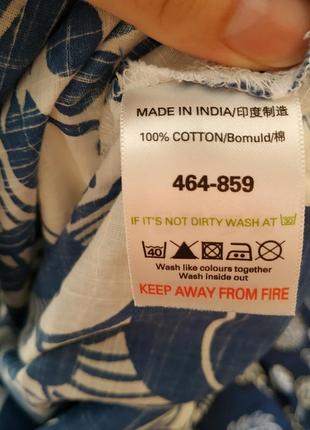 MADE IN INDIA/印度制造
100% COTTON/Bomuld/棉
464-859
IF IT'S NOT DIRTY WASH AT 30
40
Wash like colours together
Wash inside out
KEEP AWAY FROM FIRE